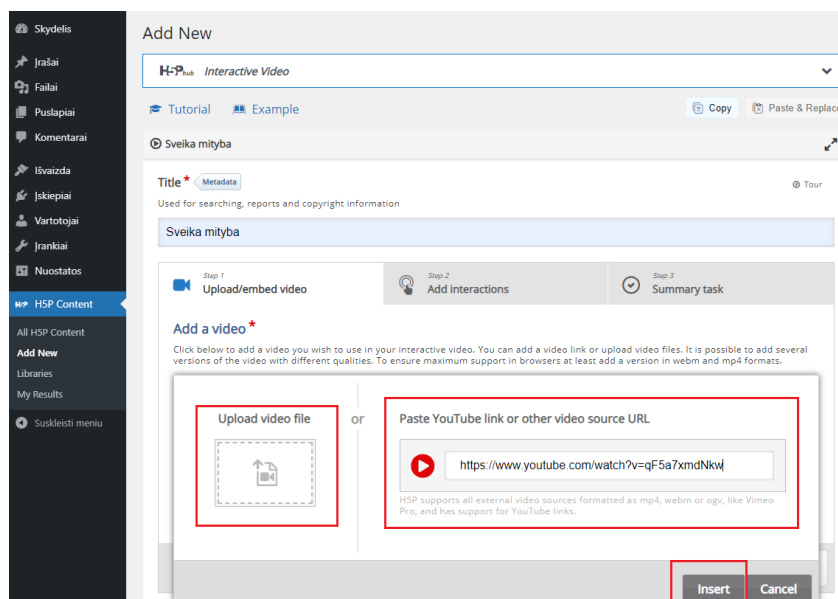 Skydelis
Įrašai
Failai
Puslapiai
Komentarai
Išvaizda
Įskiepiai
Vartotojai
Įrankiai
Nuostatos
H5P H5P Content
All H5P Content
Add New
Libraries
My Results
Suskleisti meniu
Add New
H5Phub Interactive Video
Tutorial
Example
Copy
Paste & Replac
Sveika mityba
Title *
Metadata
Tour
Used for searching, reports and copyright information
Sveika mityba
Step 1
Upload/embed video
Step 2
Add interactions
Step 3
Summary task
Add a video *
Click below to add a video you wish to use in your interactive video. You can add a video link or upload video files. It is possible to add several
versions of the video with different qualities. To ensure maximum support in browsers at least add a version in webm and mp4 formats.
Upload video file
or
Paste YouTube link or other video source URL
https://www.youtube.com/watch?v=qF5a7xmdNkw
H5P supports all external video sources formatted as mp4, webm or ogv, like Vimeo
Pro, and has support for YouTube links.
Insert
Cancel